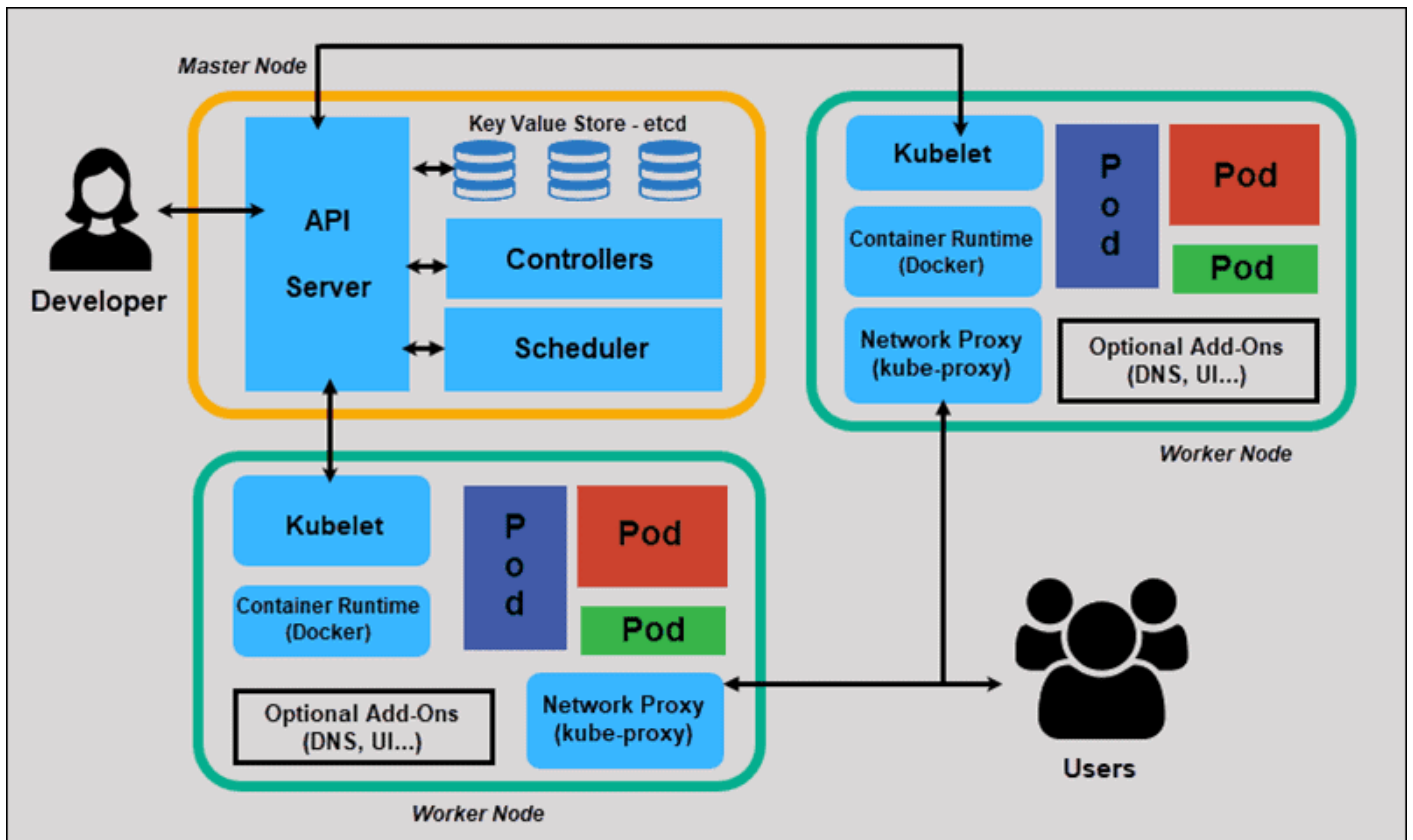 Master Node
Key Value Store - etcd
API
Server
Controllers
Scheduler
Developer
Kubelet
Container Runtime
(Docker)
Network Proxy
(kube-proxy)
P
o
d
Pod
Pod
Optional Add-Ons
(DNS, UI...)
Worker Node
Kubelet
Container Runtime
(Docker)
P
o
d
Pod
Pod
Optional Add-Ons
(DNS, UI...)
Network Proxy
(kube-proxy)
Worker Node
Users